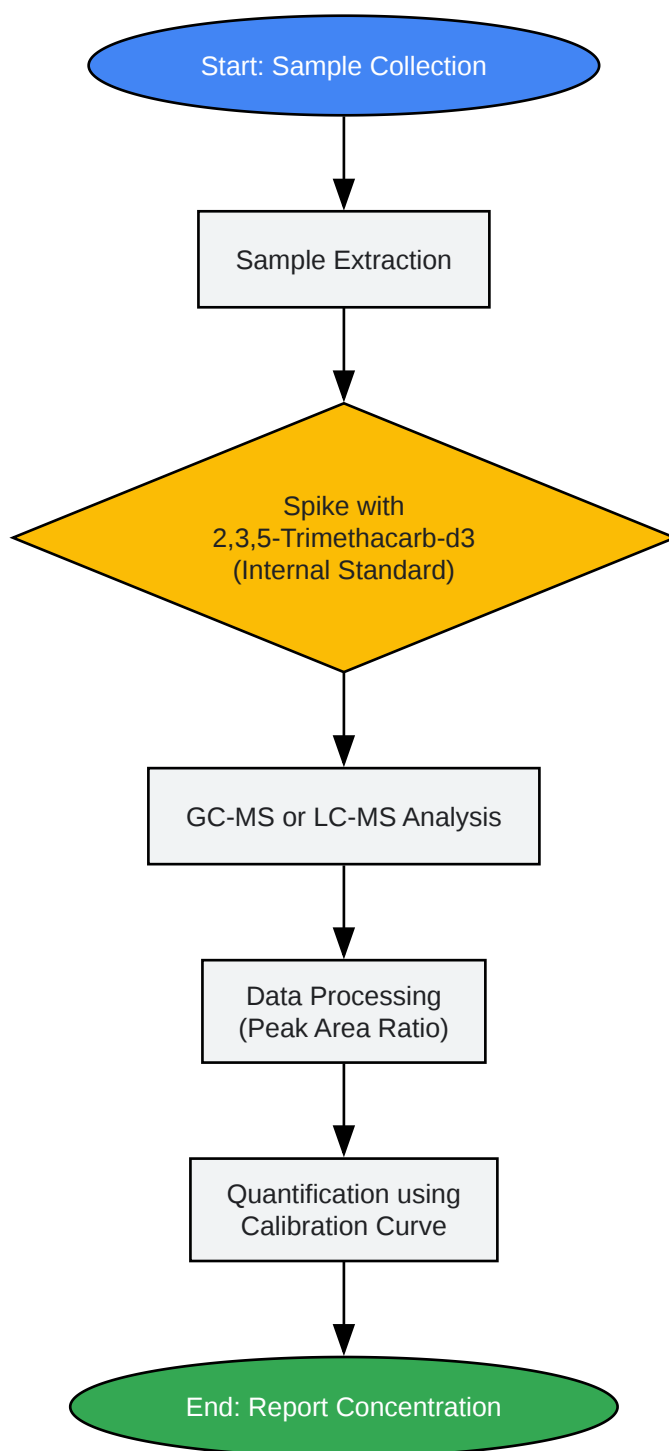 Start: Sample Collection
Sample Extraction
Spike with
2,3,5-Trimethacarb-d3
(Internal Standard)
GC-MS or LC-MS Analysis
Data Processing
(Peak Area Ratio)
Quantification using
Calibration Curve
End: Report Concentration